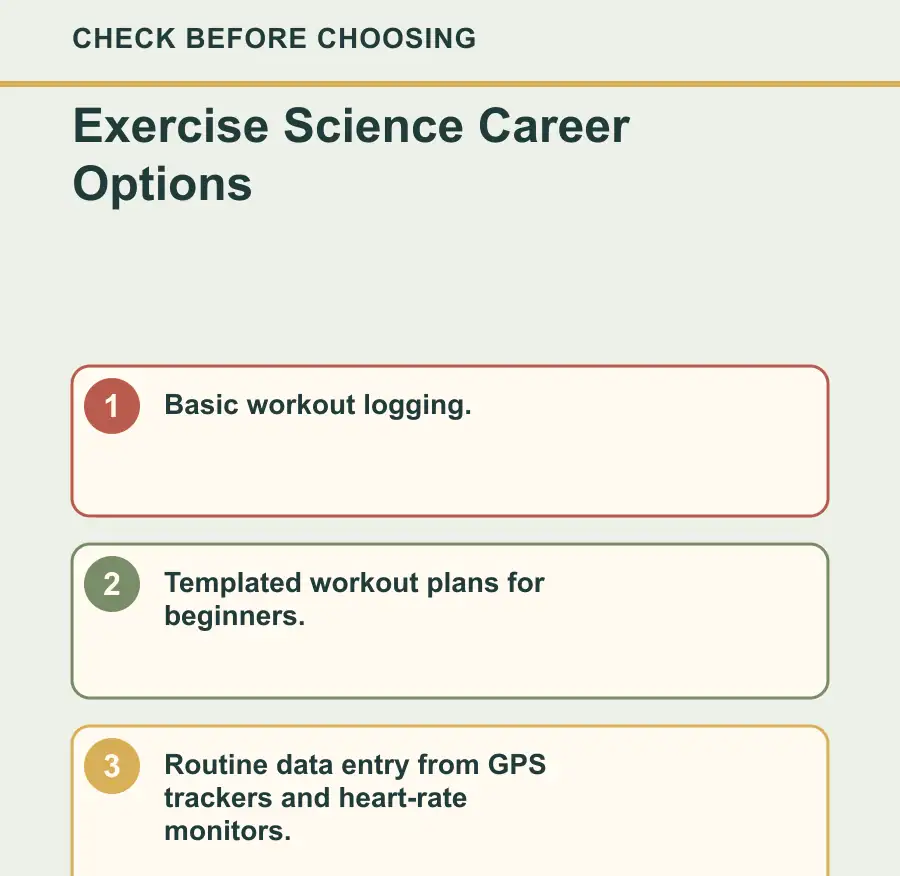 CHECK BEFORE CHOOSING
Exercise Science Career
Options
1
Basic workout logging.
2
Templated workout plans for
beginners.
3
Routine data entry from GPS
trackers and heart-rate
monitors.